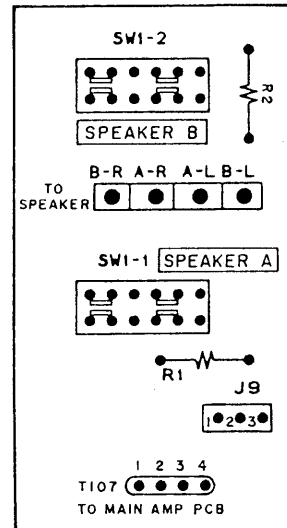 SW1-2
R2
SPEAKER B
B-R A-R A-L B-L
TO
SPEAKER
SW1-1 SPEAKER A
R1
J9
1 2 3
1 2 3 4
T107
TO MAIN AMP PCB